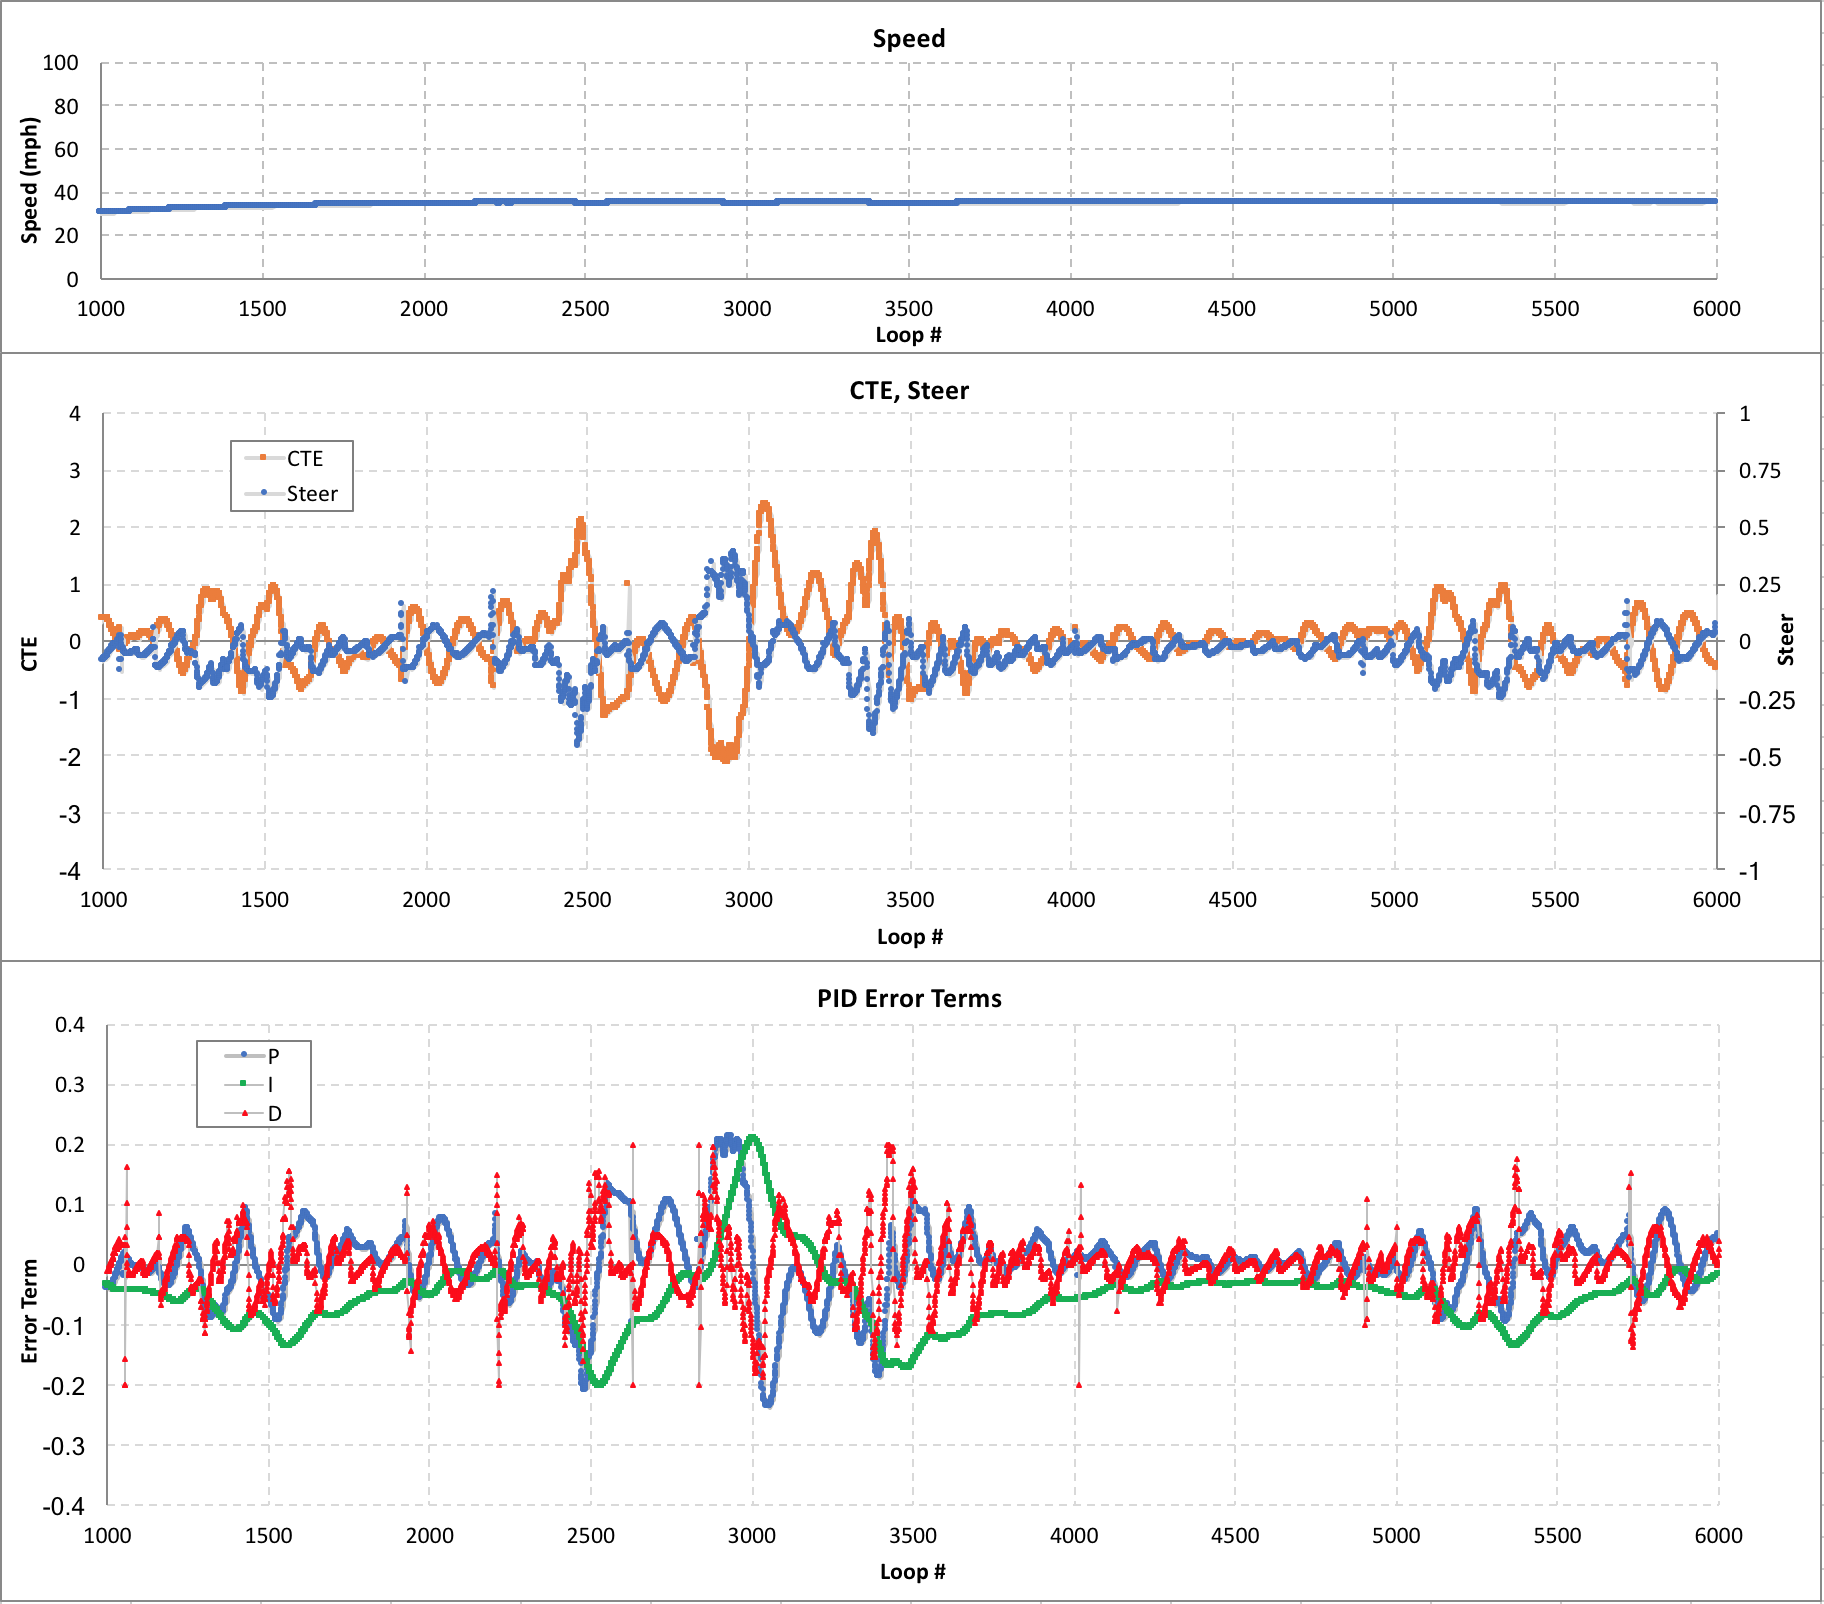 Speed
100
80
60
40
20
0
Speed (mph)
1000 1500 2000 2500 3000 3500 4000 4500 5000 5500 6000
Loop #
CTE, Steer
4 1
3 0.75
2 0.5
1 0.25
0 0
-1 -0.25
-2 -0.5
-3 -0.75
-4 -1
CTE
Steer
CTE
Steer
1000 1500 2000 2500 3000 3500 4000 4500 5000 5500 6000
Loop #
PID Error Terms
0.4
0.3
0.2
0.1
0
-0.1
-0.2
-0.3
-0.4
P
I
D
Error Term
1000 1500 2000 2500 3000 3500 4000 4500 5000 5500 6000
Loop #